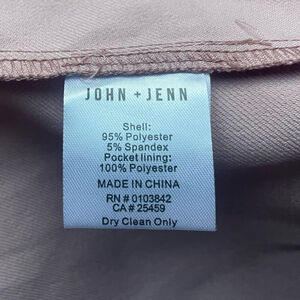 JOHN + JENN
Shell:
95% Polyester
5% Spandex
Pocket lining:
100% Polyester
MADE IN CHINA
RN # 0103842
CA # 25459
Dry Clean Only